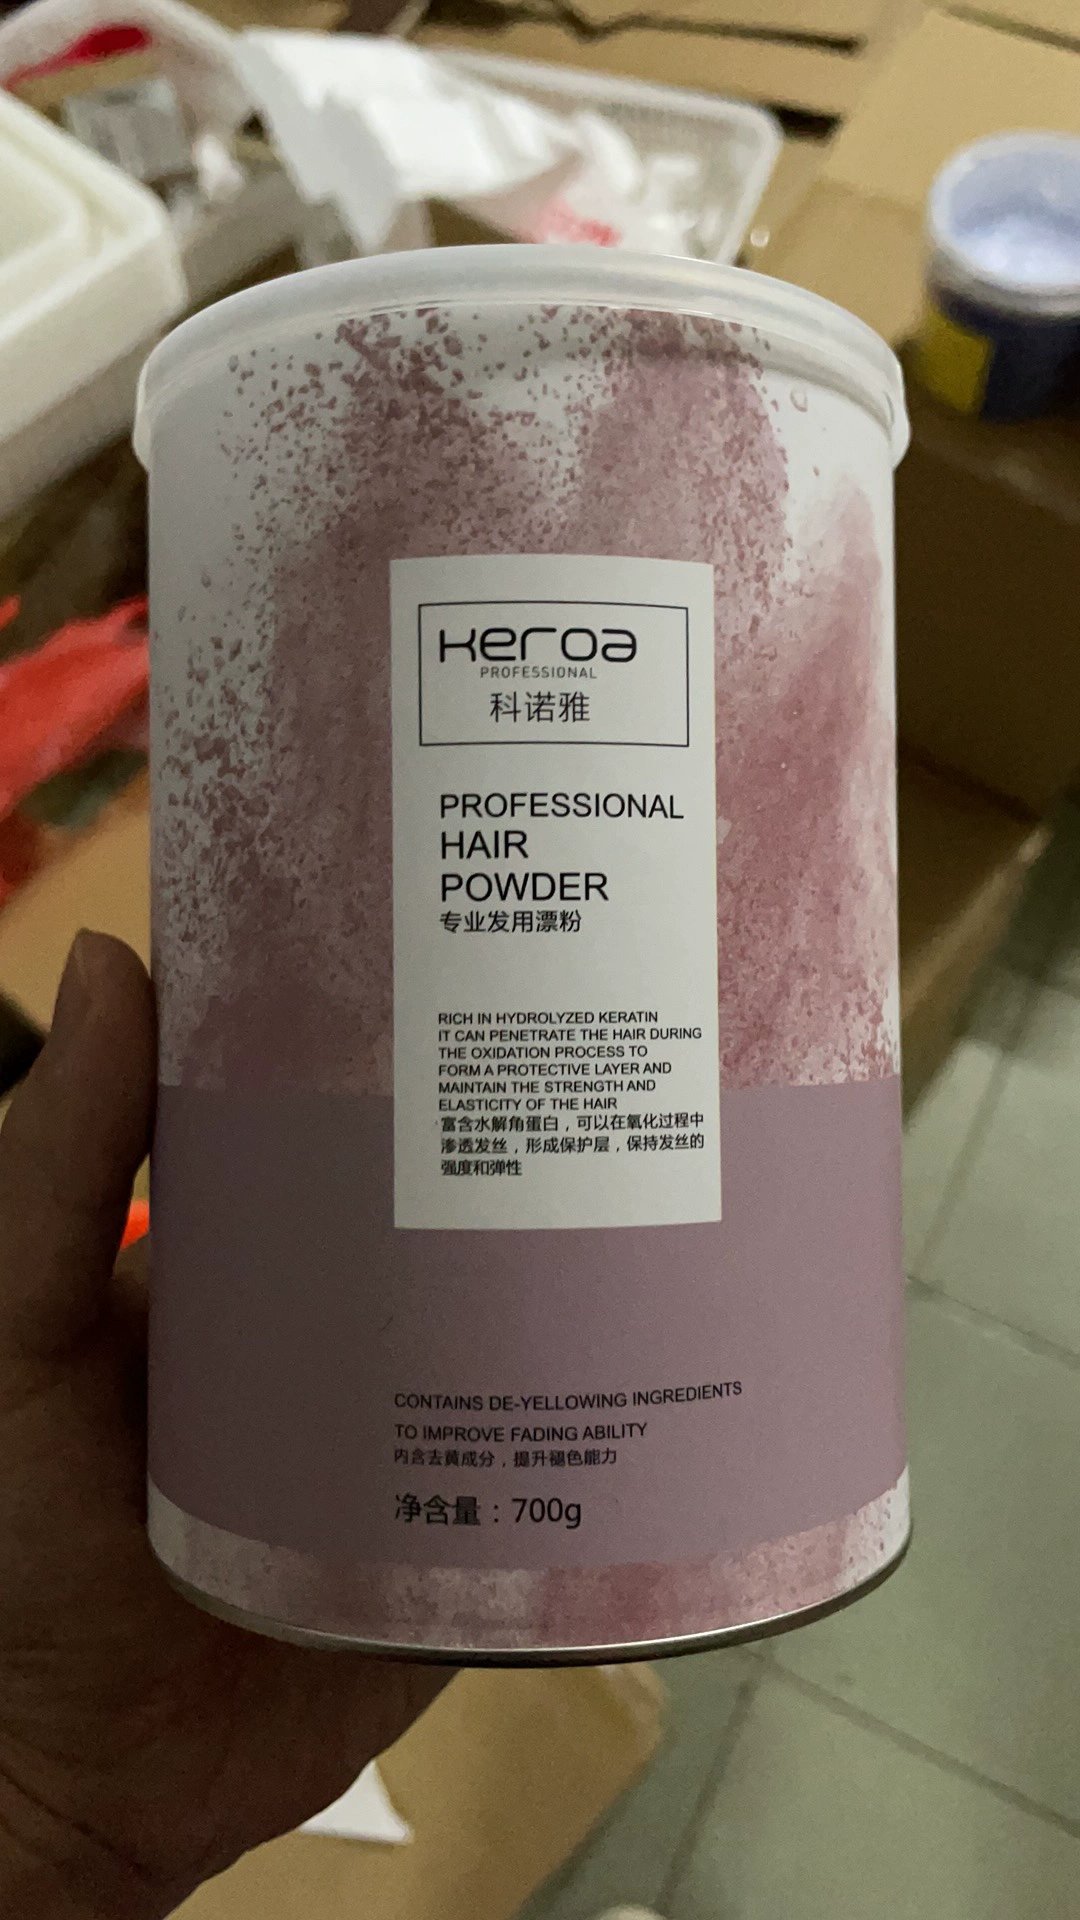 keroa
PROFESSIONAL
科诺雅
PROFESSIONAL
HAIR
POWDER
专业发用漂粉
RICH IN HYDROLYZED KERATIN
IT CAN PENETRATE THE HAIR DURING
THE OXIDATION PROCESS TO
FORM A PROTECTIVE LAYER AND
MAINTAIN THE STRENGTH AND
ELASTICITY OF THE HAIR
富含水解角蛋白，可以在氧化过程中
渗透发丝，形成保护层，保持发丝的
强度和弹性
CONTAINS DE-YELLOWING INGREDIENTS
TO IMPROVE FADING ABILITY
内含去黄成分，提升褪色能力
净含量：700g